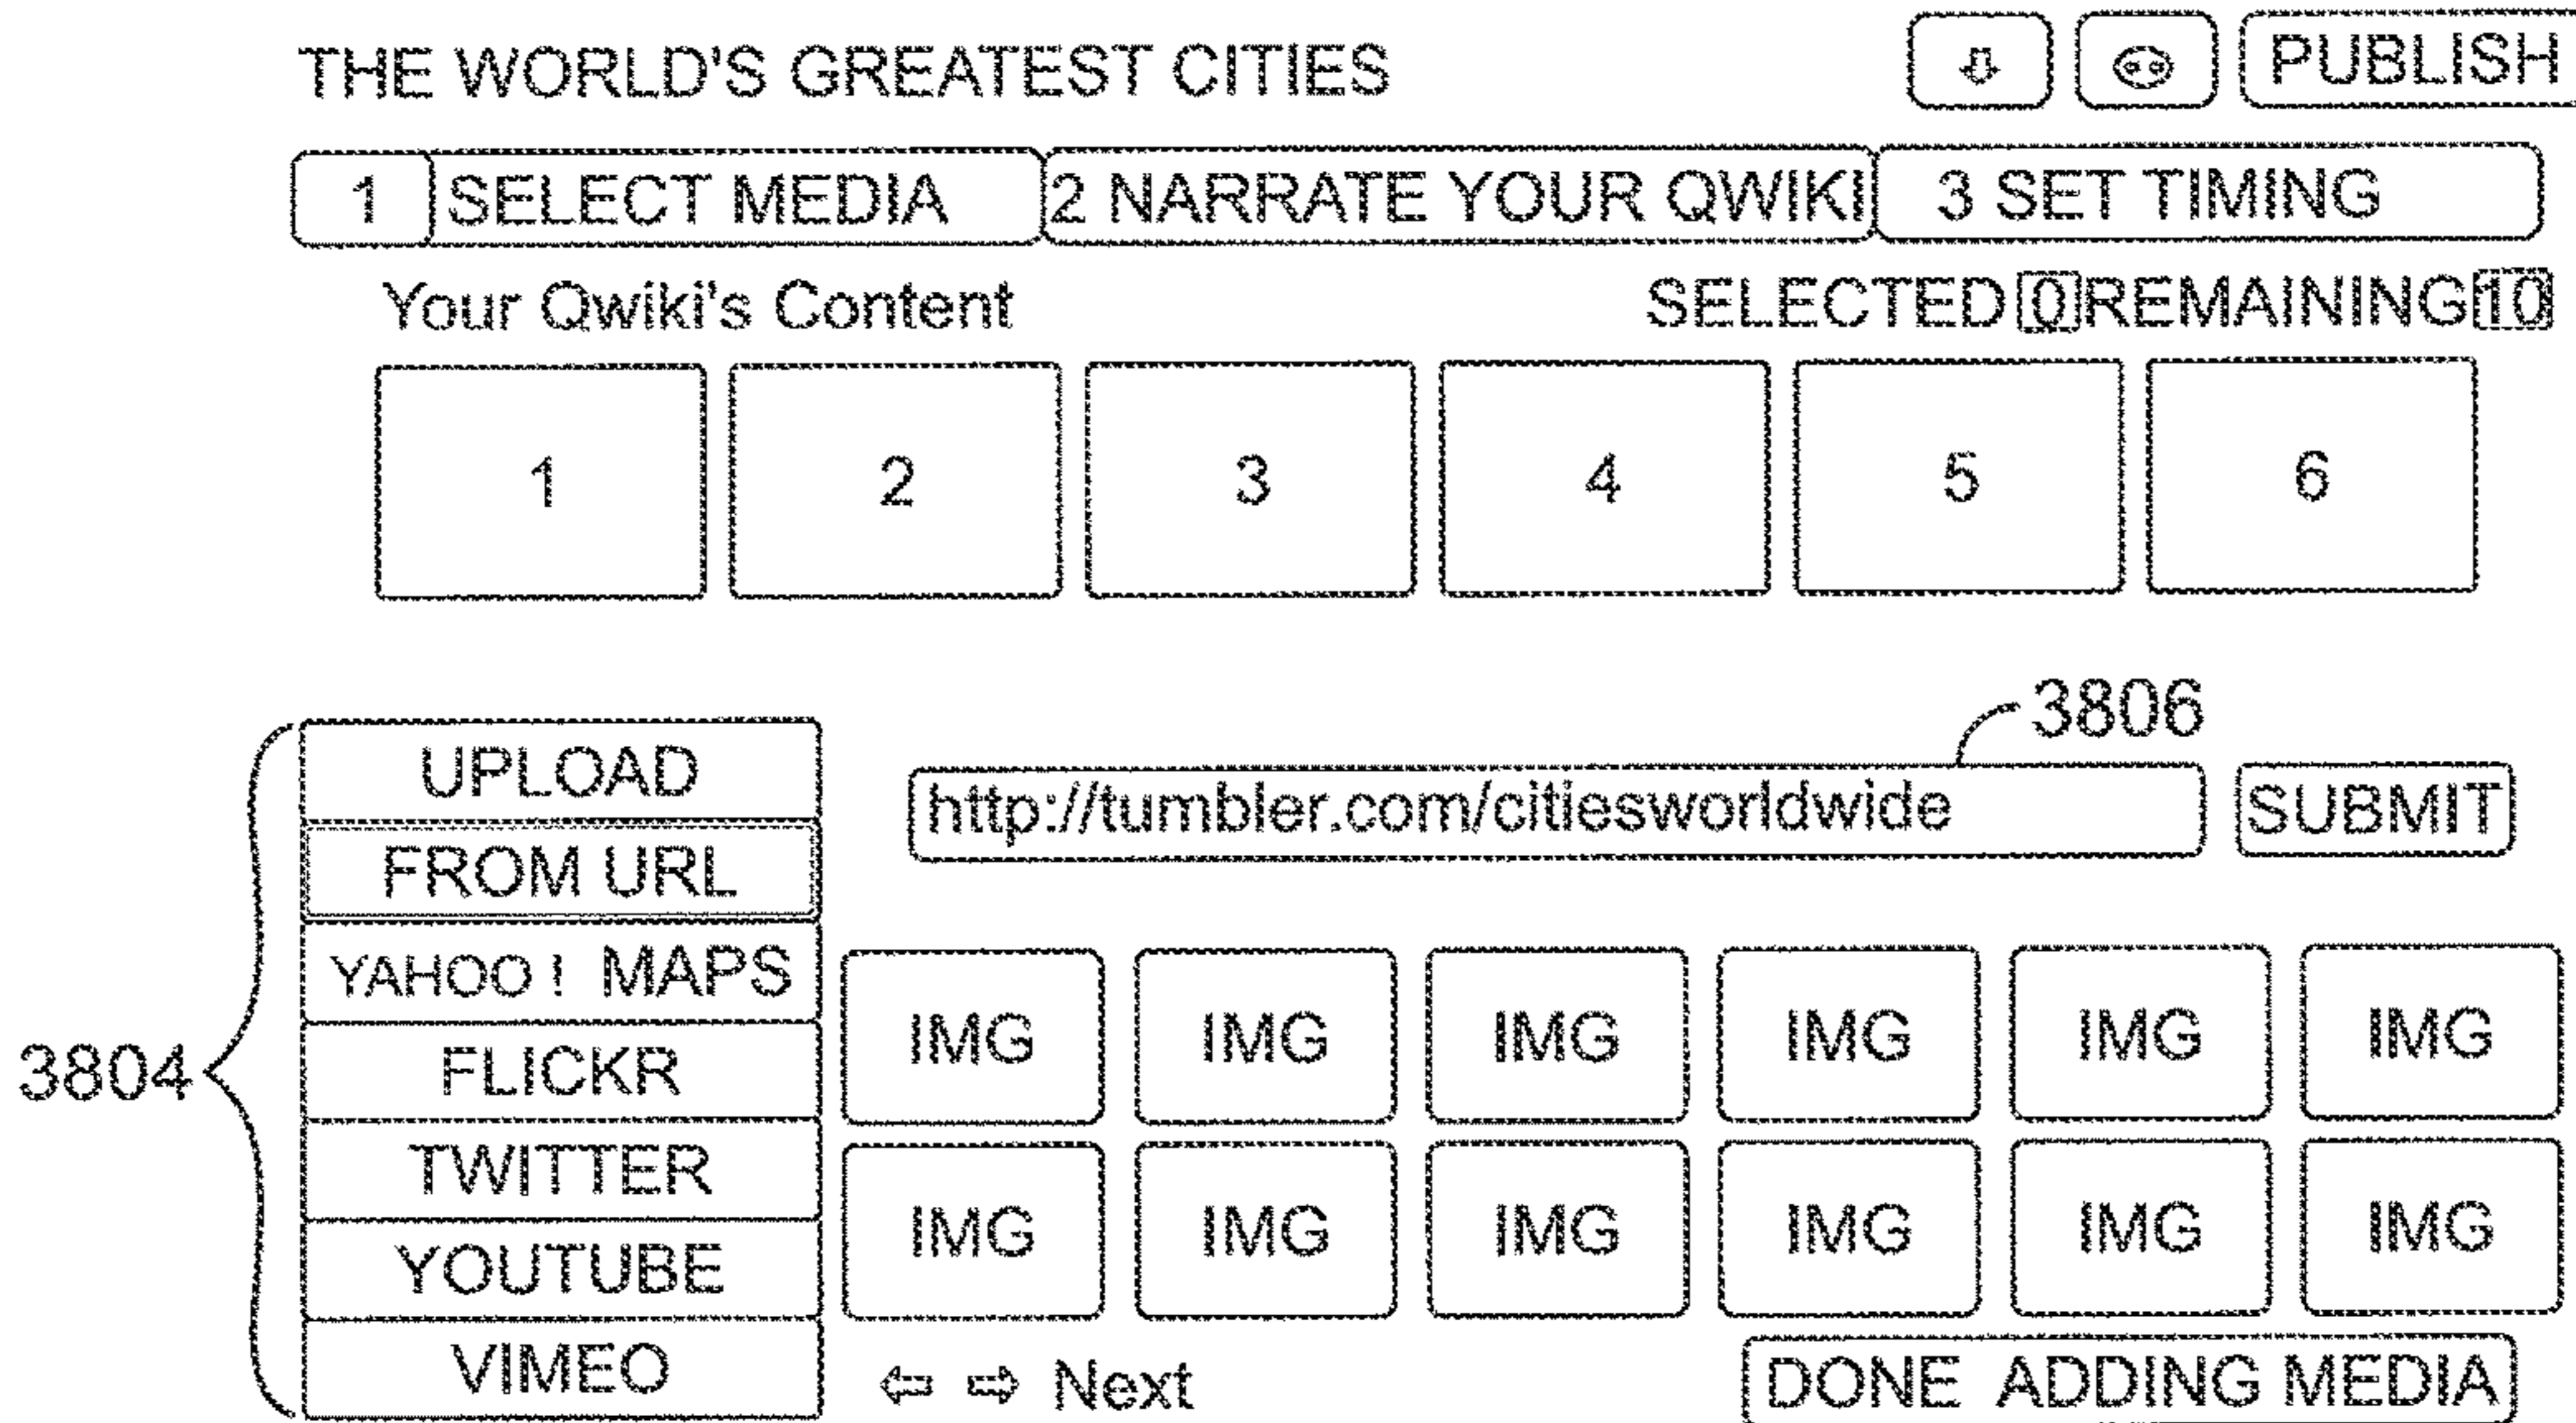 THE WORLD'S GREATEST CITIES PUBLISH
1 SELECT MEDIA 2 NARRATE YOUR QWIKI 3 SET TIMING
Your Qwiki's Content SELECTED 0 REMAINING 10
1 2 3 4 5 6
3806
UPLOAD
http://tumbler.com/citiesworldwide SUBMIT
FROM URL
YAHOO ! MAPS
IMG IMG IMG IMG IMG IMG
3804
FLICKR
TWITTER
IMG IMG IMG IMG IMG IMG
YOUTUBE
VIMEO
Next DONE ADDING MEDIA